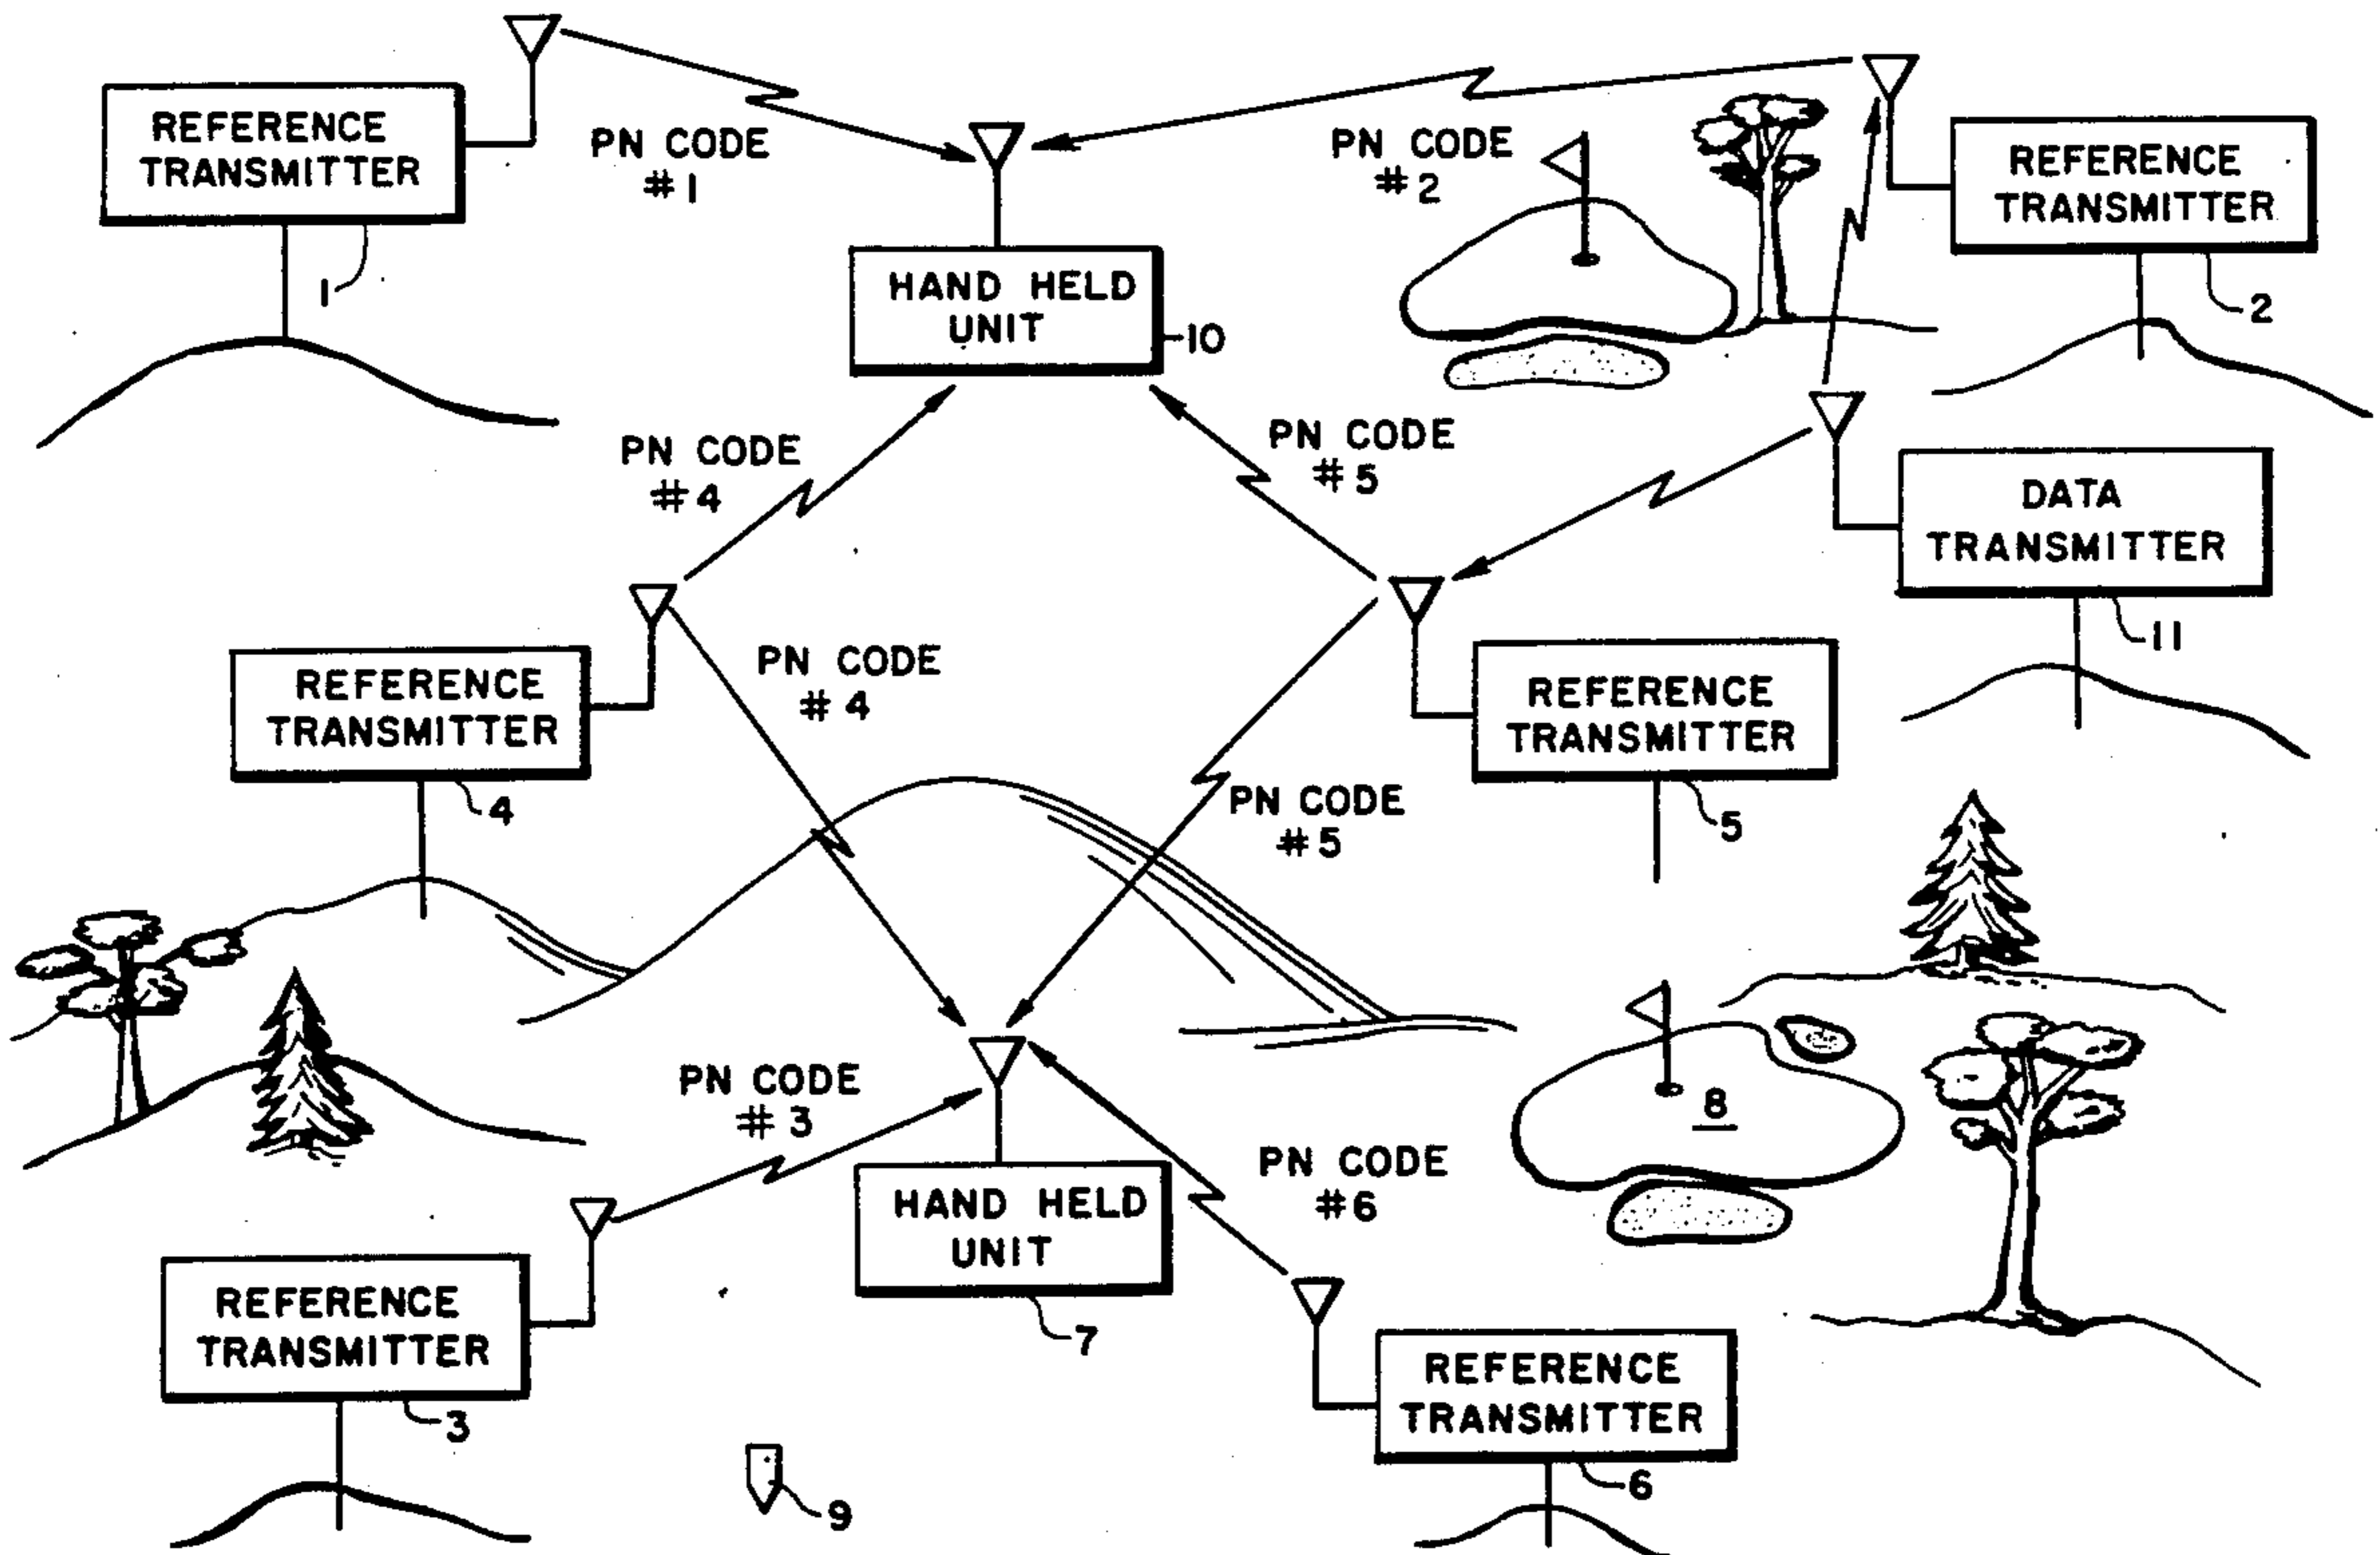 REFERENCE
TRANSMITTER
1
PN CODE
#1
PN CODE
#2
REFERENCE
TRANSMITTER
2
HAND HELD
UNIT
10
PN CODE
#4
PN CODE
#5
DATA
TRANSMITTER
11
REFERENCE
TRANSMITTER
4
PN CODE
#4
REFERENCE
TRANSMITTER
5
PN CODE
#5
PN CODE
#3
8
HAND HELD
UNIT
7
PN CODE
#6
REFERENCE
TRANSMITTER
3
REFERENCE
TRANSMITTER
6
9